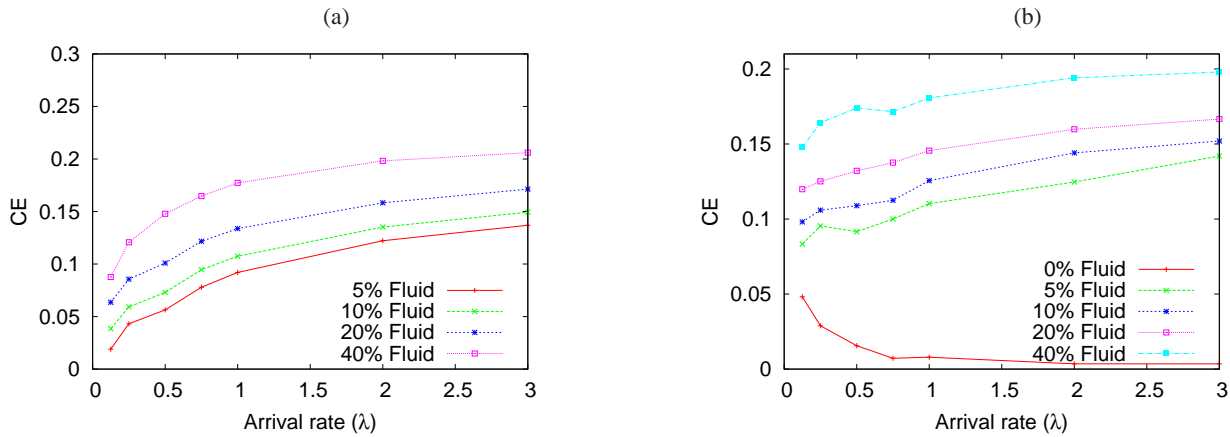 (a)
0.3
0.25
0.2
0.15
0.1
0.05
0
CE
5% Fluid
10% Fluid
20% Fluid
40% Fluid
0 0.5 1 1.5 2 2.5 3
Arrival rate (λ)
(b)
0.2
0.15
0.1
0.05
0
CE
0% Fluid
5% Fluid
10% Fluid
20% Fluid
40% Fluid
0 0.5 1 1.5 2 2.5 3
Arrival rate (λ)